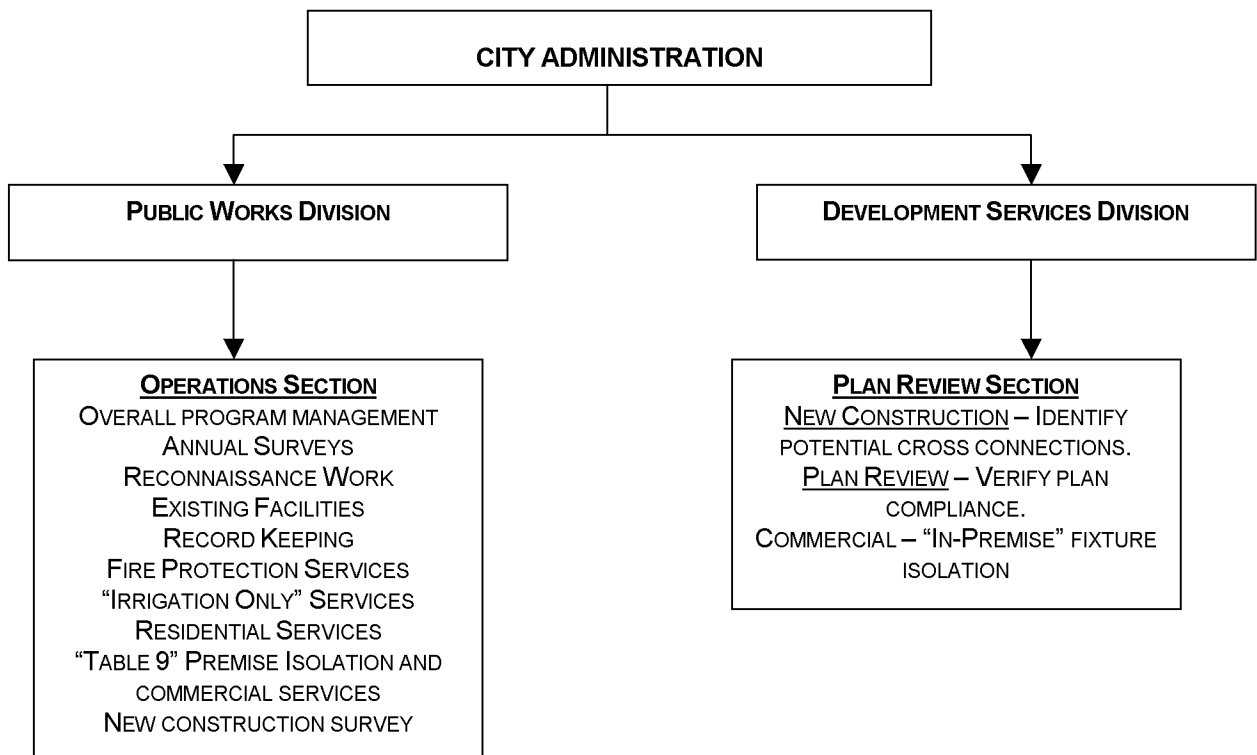 CITY ADMINISTRATION
PUBLIC WORKS DIVISION
DEVELOPMENT SERVICES DIVISION
OPERATIONS SECTION
OVERALL PROGRAM MANAGEMENT
ANNUAL SURVEYS
RECONNAISSANCE WORK
EXISTING FACILITIES
RECORD KEEPING
FIRE PROTECTION SERVICES
“IRRIGATION ONLY” SERVICES
RESIDENTIAL SERVICES
“TABLE 9” PREMISE ISOLATION AND
COMMERCIAL SERVICES
NEW CONSTRUCTION SURVEY
PLAN REVIEW SECTION
NEW CONSTRUCTION – IDENTIFY
POTENTIAL CROSS CONNECTIONS.
PLAN REVIEW – VERIFY PLAN
COMPLIANCE.
COMMERCIAL – “IN-PREMISE” FIXTURE
ISOLATION